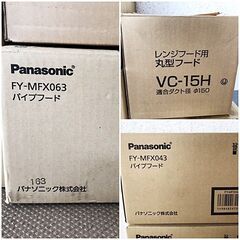 Panasonic
FY-MFX063
パイプフード
163
パナソニック株式会社
レンジフード用
丸型フード
VC-15H
適合ダクト径 φ150
Panasonic
FY-MFX043
パイプフード
パナソニック株式会社